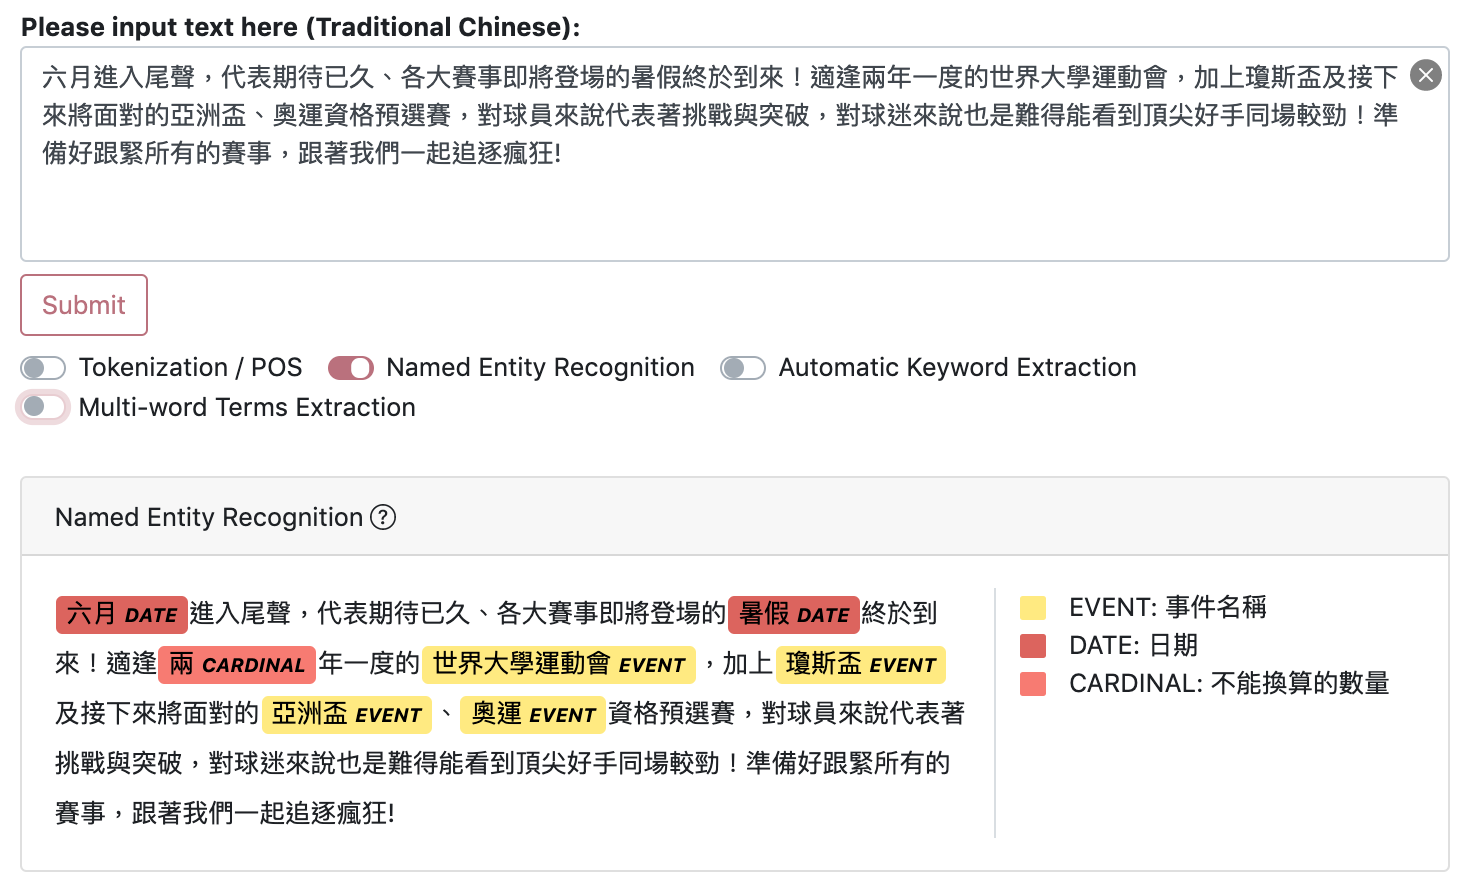 Please input text here (Traditional Chinese):
六月進入尾聲，代表期待已久、各大賽事即將登場的暑假終於到來！適逢兩年一度的世界大學運動會，加上瓊斯盃及接下
來將面對的亞洲盃、奧運資格預選賽，對球員來說代表著挑戰與突破，對球迷來說也是難得能看到頂尖好手同場較勁！準
備好跟緊所有的賽事，跟著我們一起追逐瘋狂!
Submit
Tokenization / POS Named Entity Recognition Automatic Keyword Extraction
Multi-word Terms Extraction
Named Entity Recognition ?
六月 DATE 進入尾聲，代表期待已久、各大賽事即將登場的 暑假 DATE 終於到
來！適逢 兩 CARDINAL 年一度的 世界大學運動會 EVENT ，加上 瓊斯盃 EVENT
及接下來將面對的 亞洲盃 EVENT 、 奧運 EVENT 資格預選賽，對球員來說代表著
挑戰與突破，對球迷來說也是難得能看到頂尖好手同場較勁！準備好跟緊所有的
賽事，跟著我們一起追逐瘋狂!
EVENT: 事件名稱
DATE: 日期
CARDINAL: 不能換算的數量